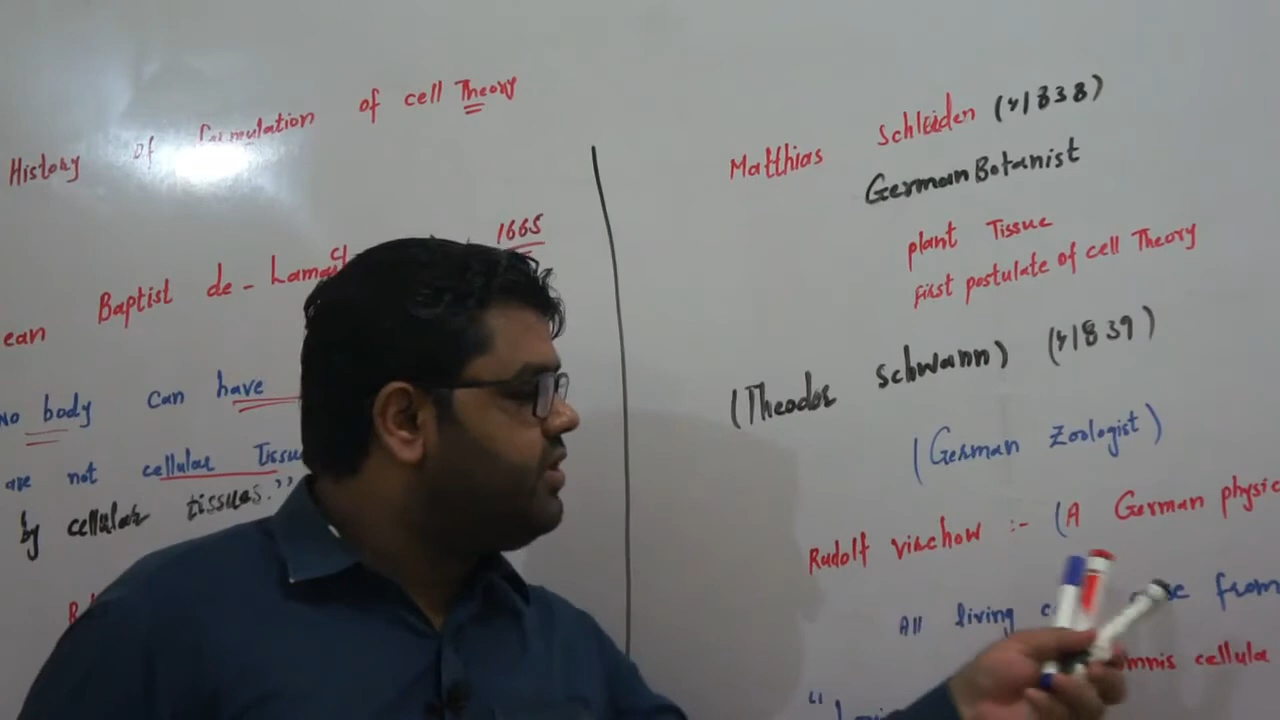 History of formulation of cell Theory
1665
ean Baptist de - Lamar
No body can have
are not cellular Tissu
by cellular tissues."
Matthias Schleiden (1838)
German Botanist
plant Tissue
First postulate of cell Theory
(Theodor Schwann) (1839)
(German Zoologist)
Rudolf virchow :- (A German physic
All living from
omnis cellula